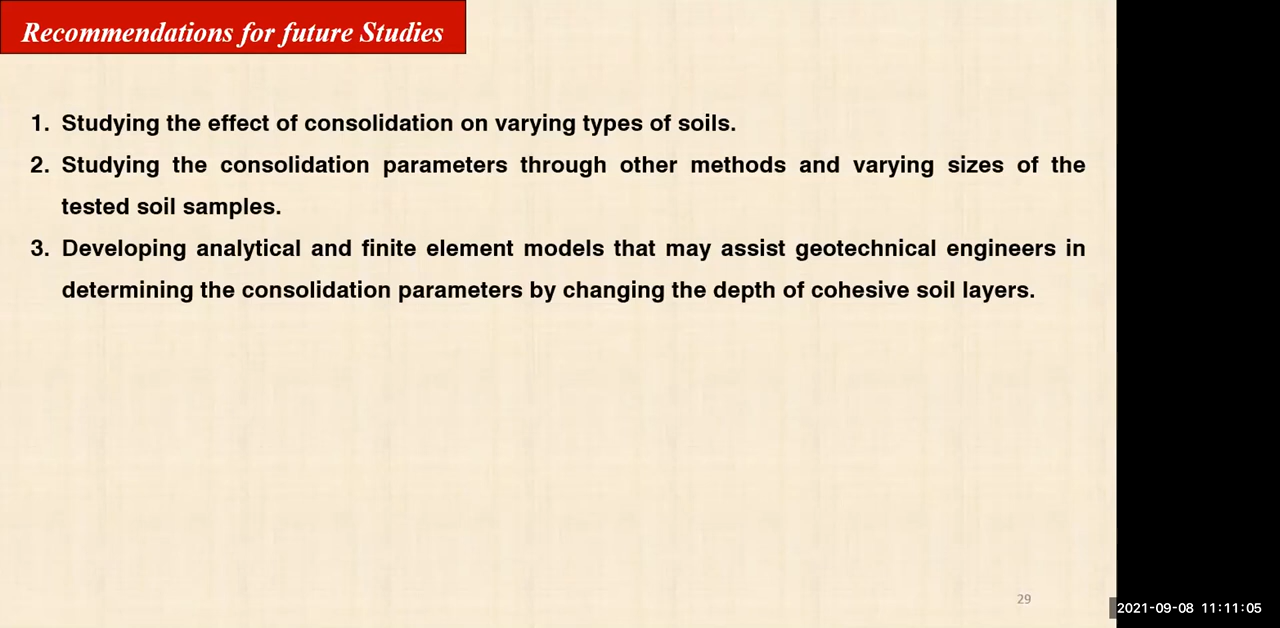 Recommendations for future Studies
1. Studying the effect of consolidation on varying types of soils.
2. Studying the consolidation parameters through other methods and varying sizes of the
tested soil samples.
3. Developing analytical and finite element models that may assist geotechnical engineers in
determining the consolidation parameters by changing the depth of cohesive soil layers.
29
2021-09-08 11:11:05